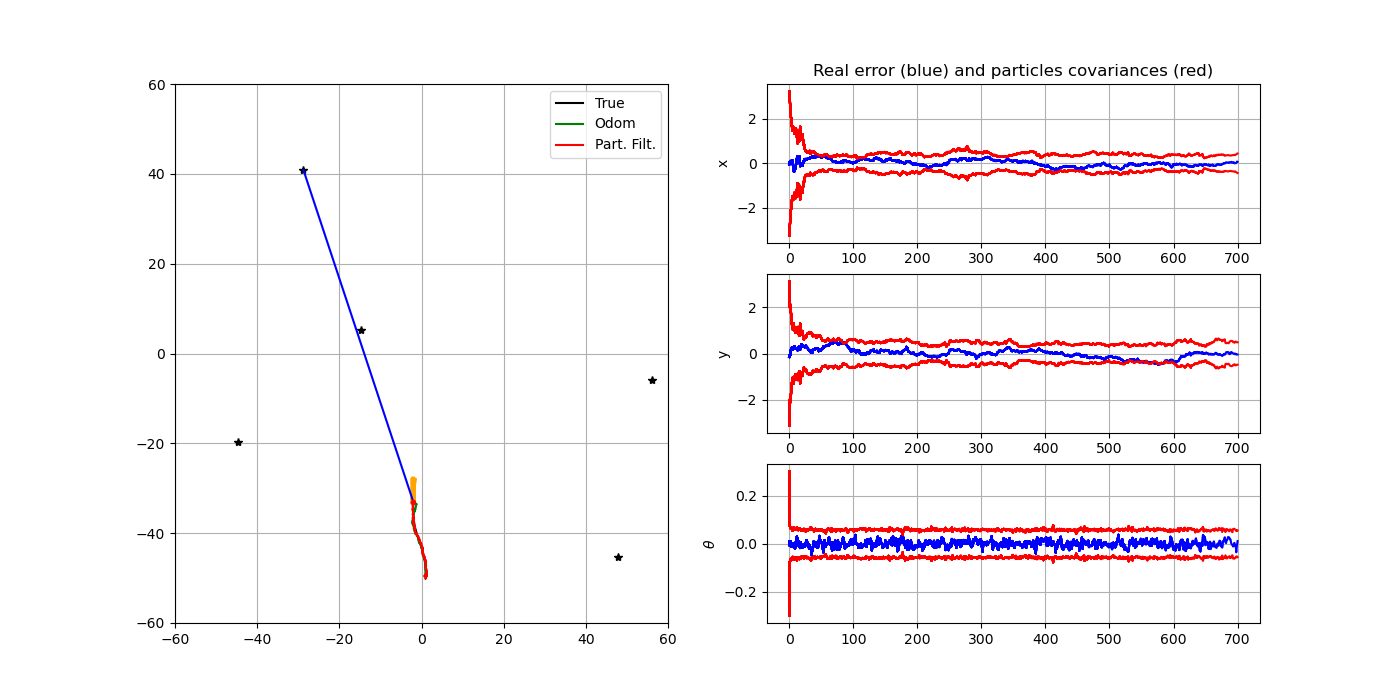 60
40
20
0
−20
−40
−60
−60 −40 −20 0 20 40 60
True
Odom
Part. Filt.
Real error (blue) and particles covariances (red)
x
2
0
−2
0 100 200 300 400 500 600 700
y
2
0
−2
0 100 200 300 400 500 600 700
θ
0.2
0.0
−0.2
0 100 200 300 400 500 600 700